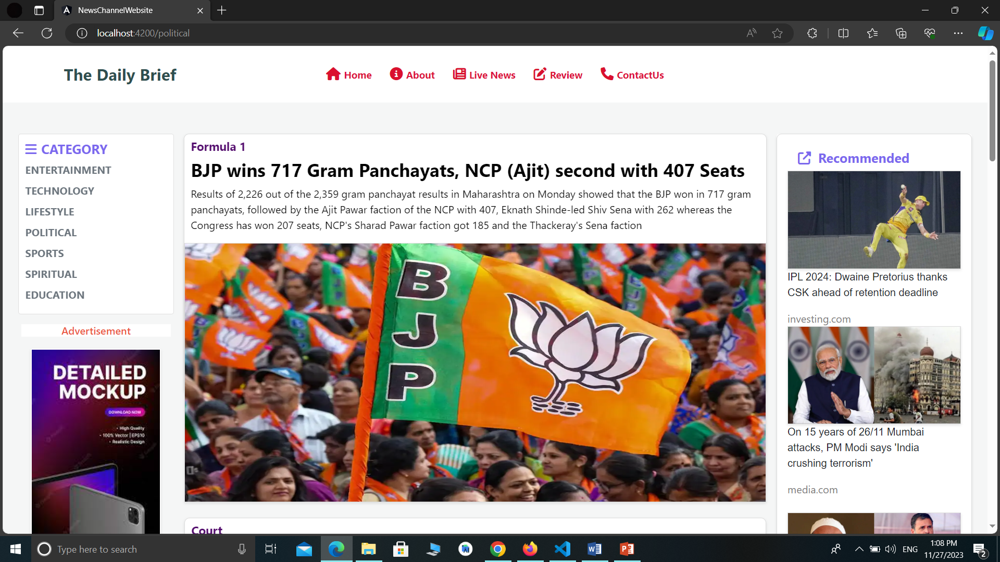 NewsChannelWebsite
localhost:4200/political
The Daily Brief
Home
About
Live News
Review
ContactUs
CATEGORY
ENTERTAINMENT
TECHNOLOGY
LIFESTYLE
POLITICAL
SPORTS
SPIRITUAL
EDUCATION
Advertisement
DETAILED
MOCKUP
DOWNLOAD NOW
• High Quality
• 100% Vector | EPS10
• Realistic Design
Formula 1
BJP wins 717 Gram Panchayats, NCP (Ajit) second with 407 Seats
Results of 2,226 out of the 2,359 gram panchayat results in Maharashtra on Monday showed that the BJP won in 717 gram
panchayats, followed by the Ajit Pawar faction of the NCP with 407, Eknath Shinde-led Shiv Sena with 262 whereas the
Congress has won 207 seats, NCP's Sharad Pawar faction got 185 and the Thackeray's Sena faction
BJP
Court
Recommended
IPL 2024: Dwaine Pretorius thanks
CSK ahead of retention deadline
investing.com
On 15 years of 26/11 Mumbai
attacks, PM Modi says 'India
crushing terrorism'
media.com
Type here to search
ENG
1:08 PM
11/27/2023
2